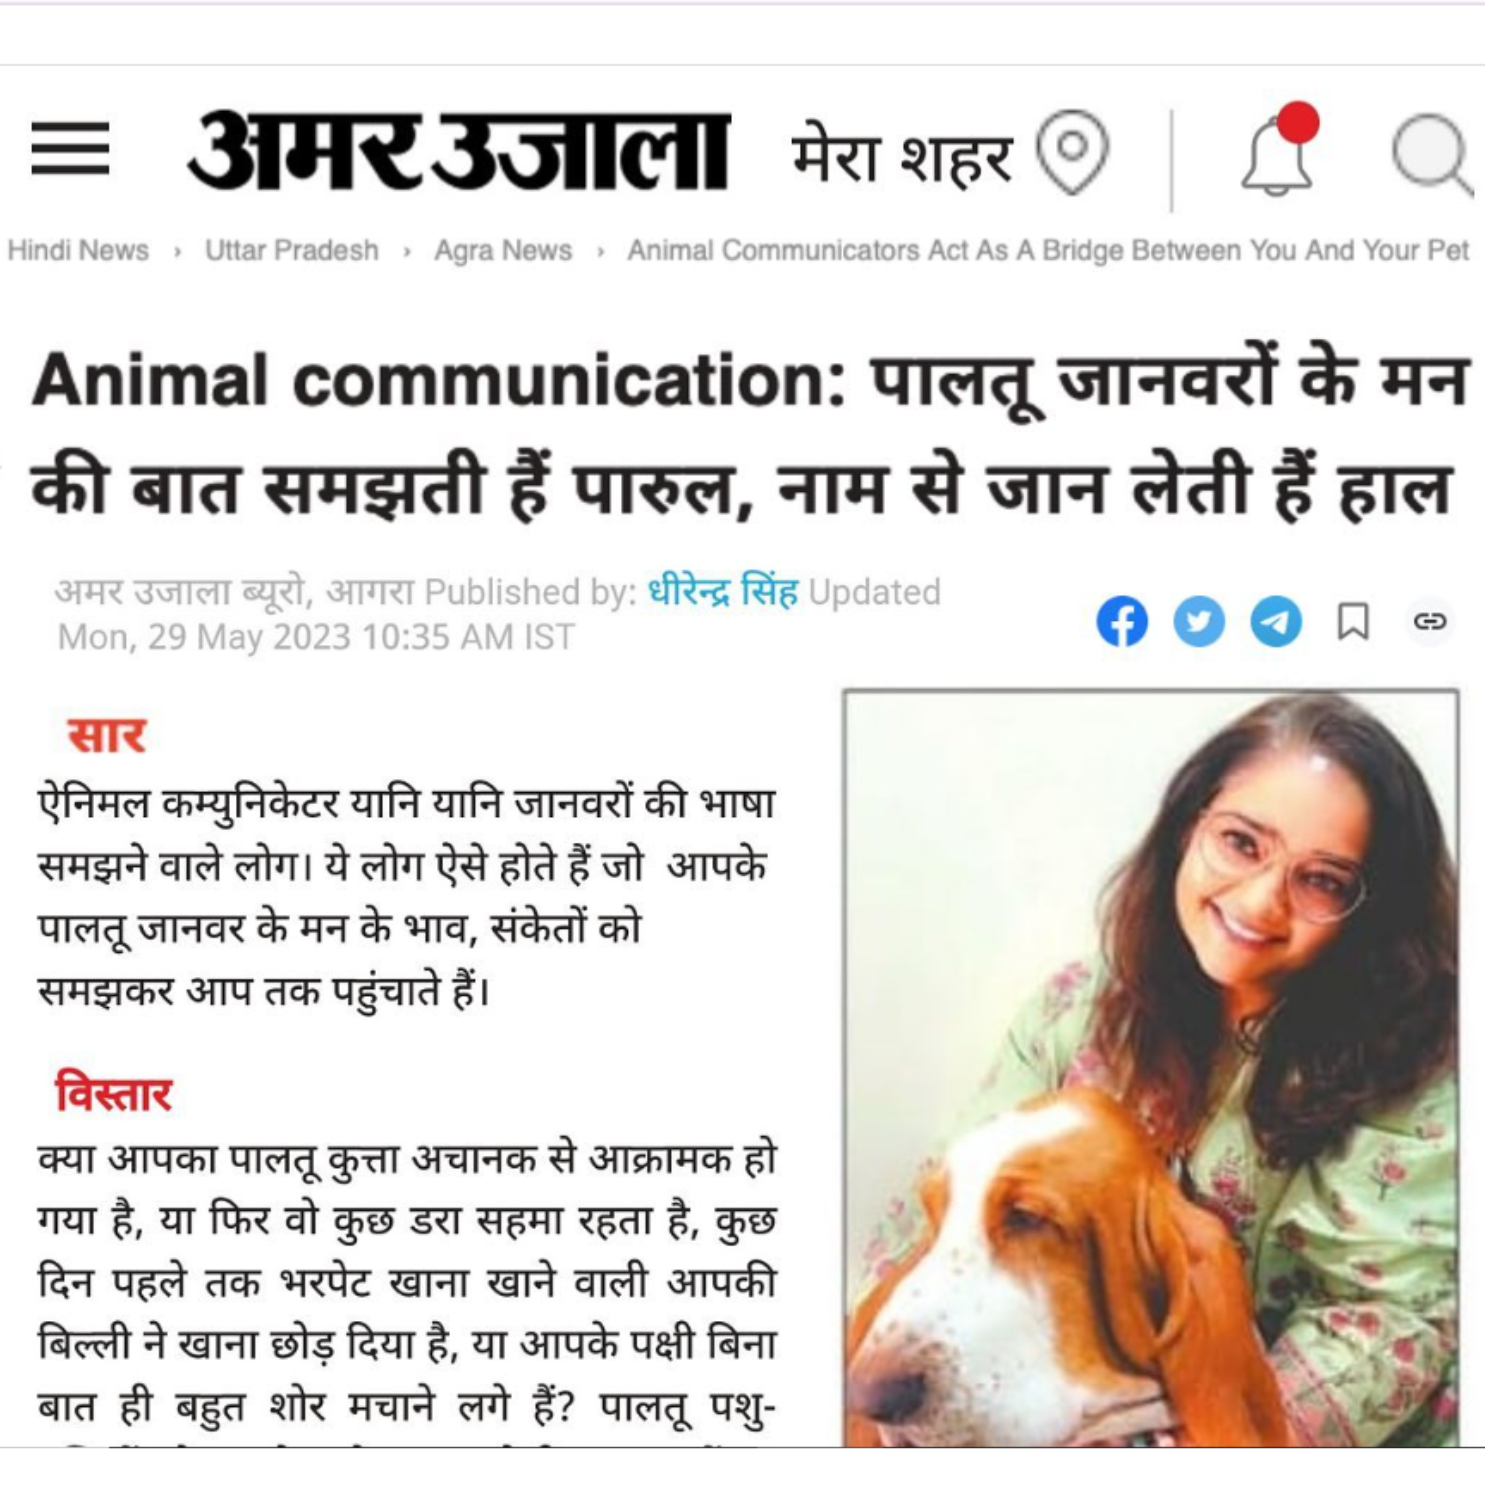 अमर उजाला मेरा शहर
Hindi News › Uttar Pradesh › Agra News › Animal Communicators Act As A Bridge Between You And Your Pet
Animal communication: पालतू जानवरों के मन
की बात समझती हैं पारुल, नाम से जान लेती हैं हाल
अमर उजाला ब्यूरो, आगरा Published by: धीरेन्द्र सिंह Updated
Mon, 29 May 2023 10:35 AM IST
सार
ऐनिमल कम्युनिकेटर यानि यानि जानवरों की भाषा
समझने वाले लोग। ये लोग ऐसे होते हैं जो आपके
पालतू जानवर के मन के भाव, संकेतों को
समझकर आप तक पहुंचाते हैं।
विस्तार
क्या आपका पालतू कुत्ता अचानक से आक्रामक हो
गया है, या फिर वो कुछ डरा सहमा रहता है, कुछ
दिन पहले तक भरपेट खाना खाने वाली आपकी
बिल्ली ने खाना छोड़ दिया है, या आपके पक्षी बिना
बात ही बहुत शोर मचाने लगे हैं? पालतू पशु-